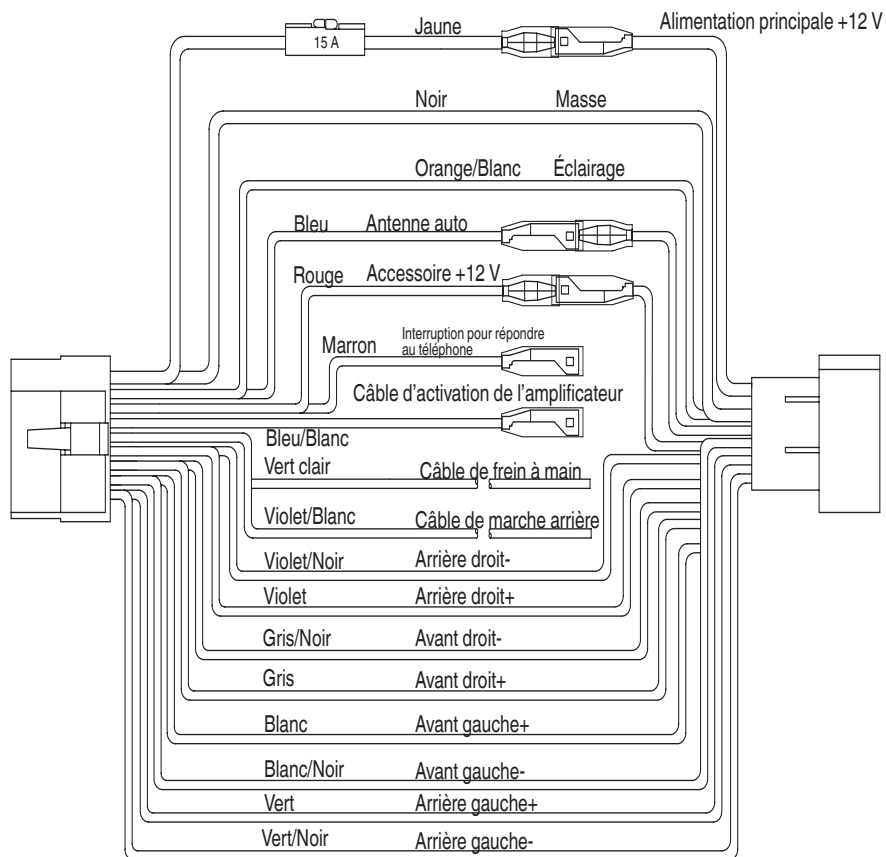 Jaune
Alimentation principale +12 V
15 A
Noir Masse
Orange/Blanc Éclairage
Bleu Antenne auto
Rouge Accessoire +12 V
Marron Interruption pour répondre
au téléphone
Câble d'activation de l'amplificateur
Bleu/Blanc
Vert clair Câble de frein à main
Violet/Blanc Câble de marche arrière
Violet/Noir Arrière droit-
Violet Arrière droit+
Gris/Noir Avant droit-
Gris Avant droit+
Blanc Avant gauche+
Blanc/Noir Avant gauche-
Vert Arrière gauche+
Vert/Noir Arrière gauche-